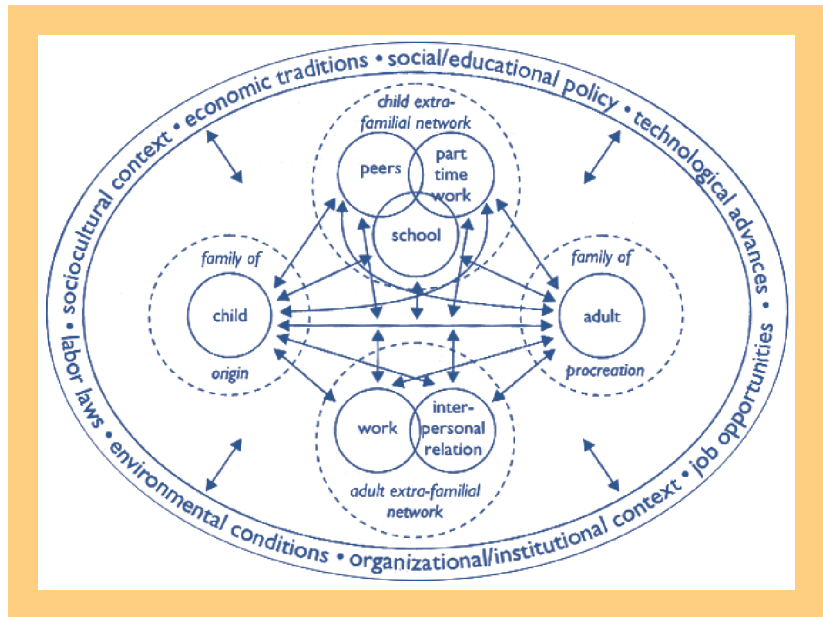 sociocultural context • economic traditions • social/educational policy • technological advances •
labor laws • environmental conditions • organizational/institutional context • job opportunities
child extra-
familial network
peers
part
time
work
school
family of
child
origin
family of
adult
procreation
work
inter-
personal
relation
adult extra-familial
network